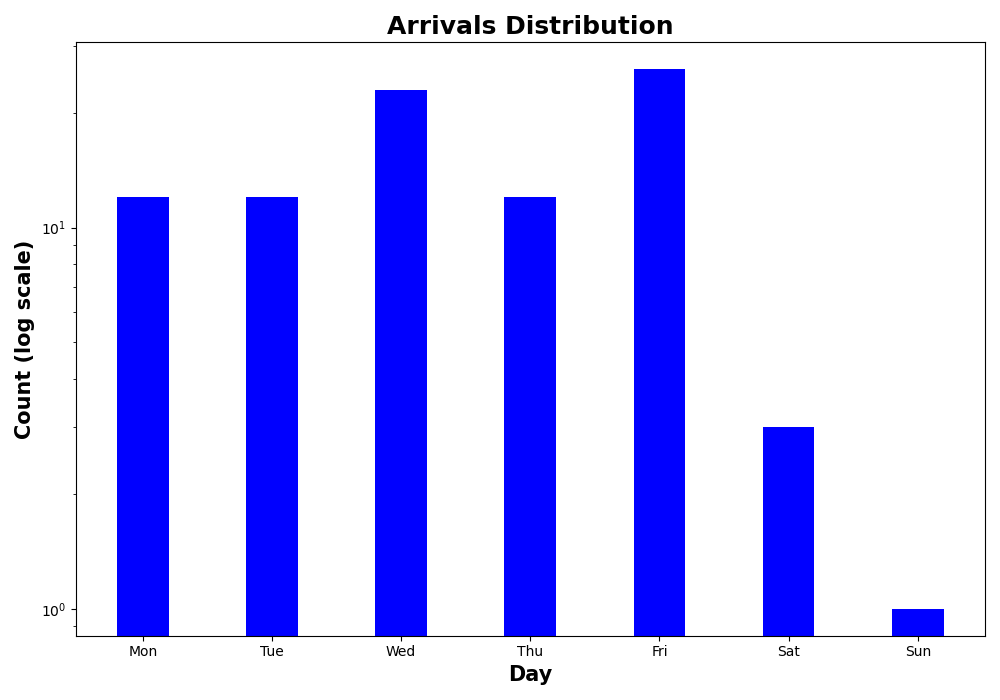 Arrivals Distribution
Count (log scale)
10¹
10⁰
Mon Tue Wed Thu Fri Sat Sun
Day